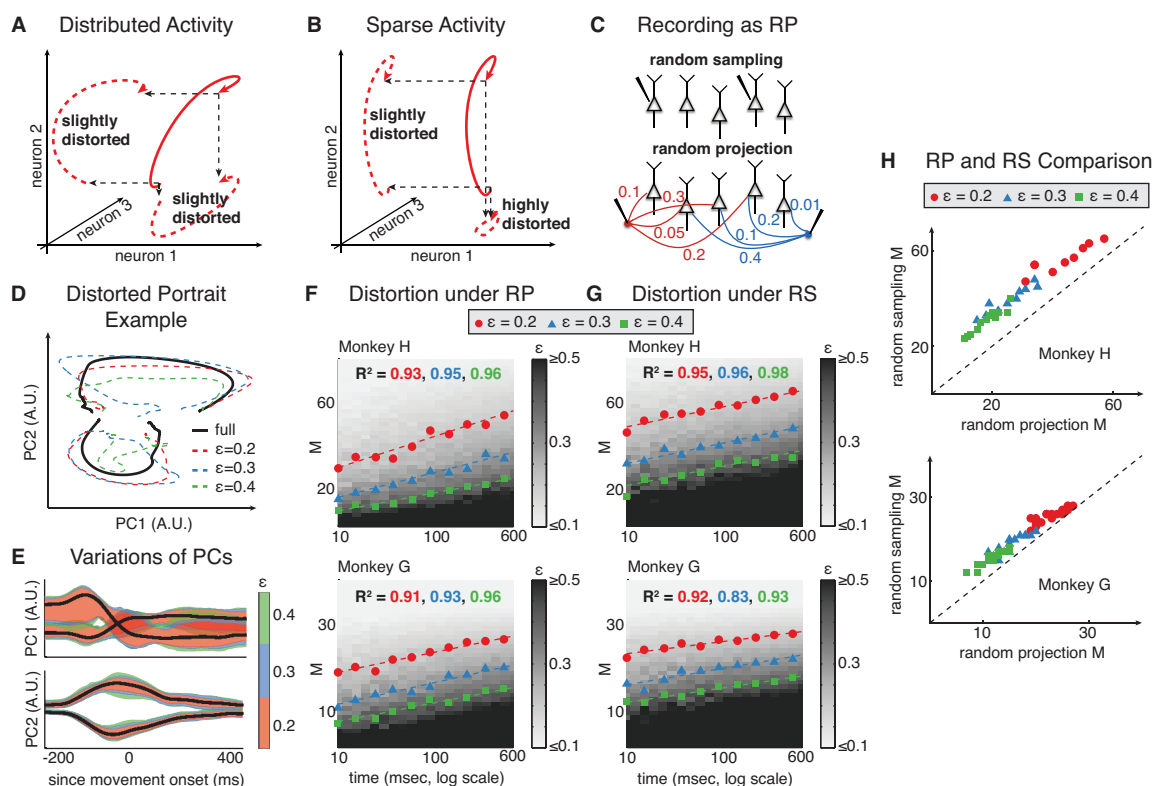 A Distributed Activity
neuron 2
slightly
distorted
slightly
distorted
neuron 3
neuron 1
B Sparse Activity
neuron 2
slightly
distorted
highly
distorted
neuron 3
neuron 1
C Recording as RP
random sampling
random projection
0.1
0.3
0.05
0.2
0.01
0.2
0.1
0.4
D Distorted Portrait
Example
PC2 (A.U.)
full
ε=0.2
ε=0.3
ε=0.4
PC1 (A.U.)
E Variations of PCs
PC1 (A.U.)
PC2 (A.U.)
ε
0.4
0.3
0.2
-200 0 400
since movement onset (ms)
F Distortion under RP
G Distortion under RS
ε = 0.2 ε = 0.3 ε = 0.4
Monkey H
R² = 0.93, 0.95, 0.96
M
60
20
10 100 600
ε
≥0.5
0.3
≤0.1
Monkey H
R² = 0.95, 0.96, 0.98
M
60
20
10 100 600
ε
≥0.5
0.3
≤0.1
Monkey G
R² = 0.91, 0.93, 0.96
M
30
10
10 100 600
time (msec, log scale)
ε
≥0.5
0.3
≤0.1
Monkey G
R² = 0.92, 0.83, 0.93
M
30
10
10 100 600
time (msec, log scale)
ε
≥0.5
0.3
≤0.1
H RP and RS Comparison
ε = 0.2 ε = 0.3 ε = 0.4
random sampling M
60
20
Monkey H
20 60
random projection M
random sampling M
30
10
Monkey G
10 30
random projection M